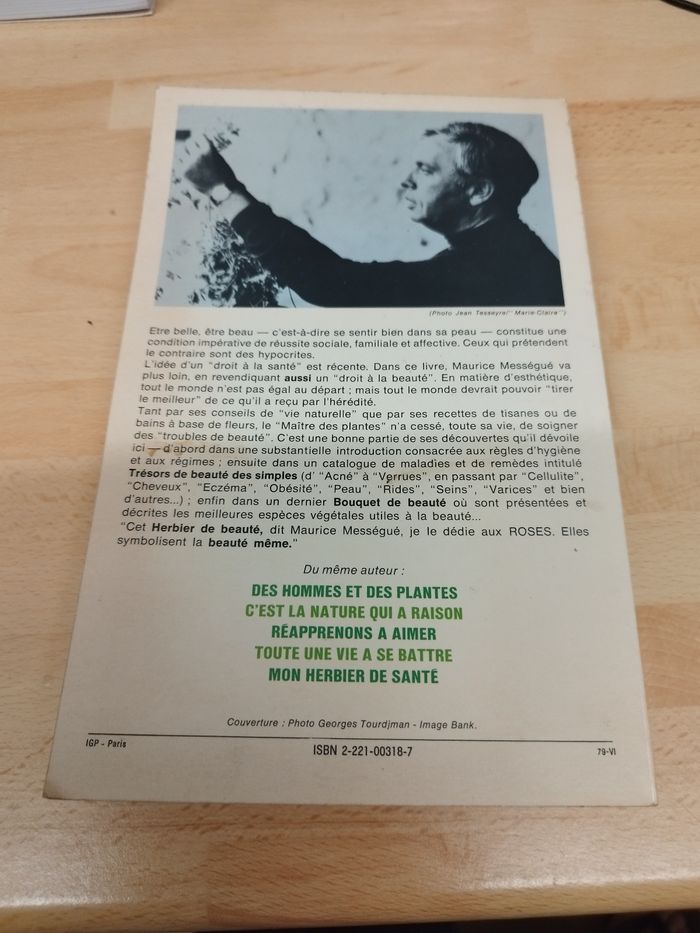 (Photo Jean Tesseyre/" Marie-Claire")
Etre belle, être beau — c'est-à-dire se sentir bien dans sa peau — constitue une
condition impérative de réussite sociale, familiale et affective. Ceux qui prétendent
le contraire sont des hypocrites.
L'idée d'un "droit à la santé" est récente. Dans ce livre, Maurice Mességué va
plus loin, en revendiquant aussi un "droit à la beauté". En matière d'esthétique,
tout le monde n'est pas égal au départ ; mais tout le monde devrait pouvoir "tirer
le meilleur" de ce qu'il a reçu par l'hérédité.
Tant par ses conseils de "vie naturelle" que par ses recettes de tisanes ou de
bains à base de fleurs, le "Maître des plantes" n'a cessé, toute sa vie, de soigner
des "troubles de beauté". C'est une bonne partie de ses découvertes qu'il dévoile
ici — d'abord dans une substantielle introduction consacrée aux règles d'hygiène
et aux régimes ; ensuite dans un catalogue de maladies et de remèdes intitulé
Trésors de beauté des simples (d' "Acné" à "Verrues", en passant par "Cellulite",
"Cheveux", "Eczéma", "Obésité", "Peau", "Rides", "Seins", "Varices" et bien
d'autres...) ; enfin dans un dernier Bouquet de beauté où sont présentées et
décrites les meilleures espèces végétales utiles à la beauté...
"Cet Herbier de beauté, dit Maurice Mességué, je le dédie aux ROSES. Elles
symbolisent la beauté même."
Du même auteur :
DES HOMMES ET DES PLANTES
C'EST LA NATURE QUI A RAISON
RÉAPPRENONS A AIMER
TOUTE UNE VIE A SE BATTRE
MON HERBIER DE SANTÉ
Couverture : Photo Georges Tourdjman - Image Bank.
IGP - Paris
ISBN 2-221-00318-7
79-VI